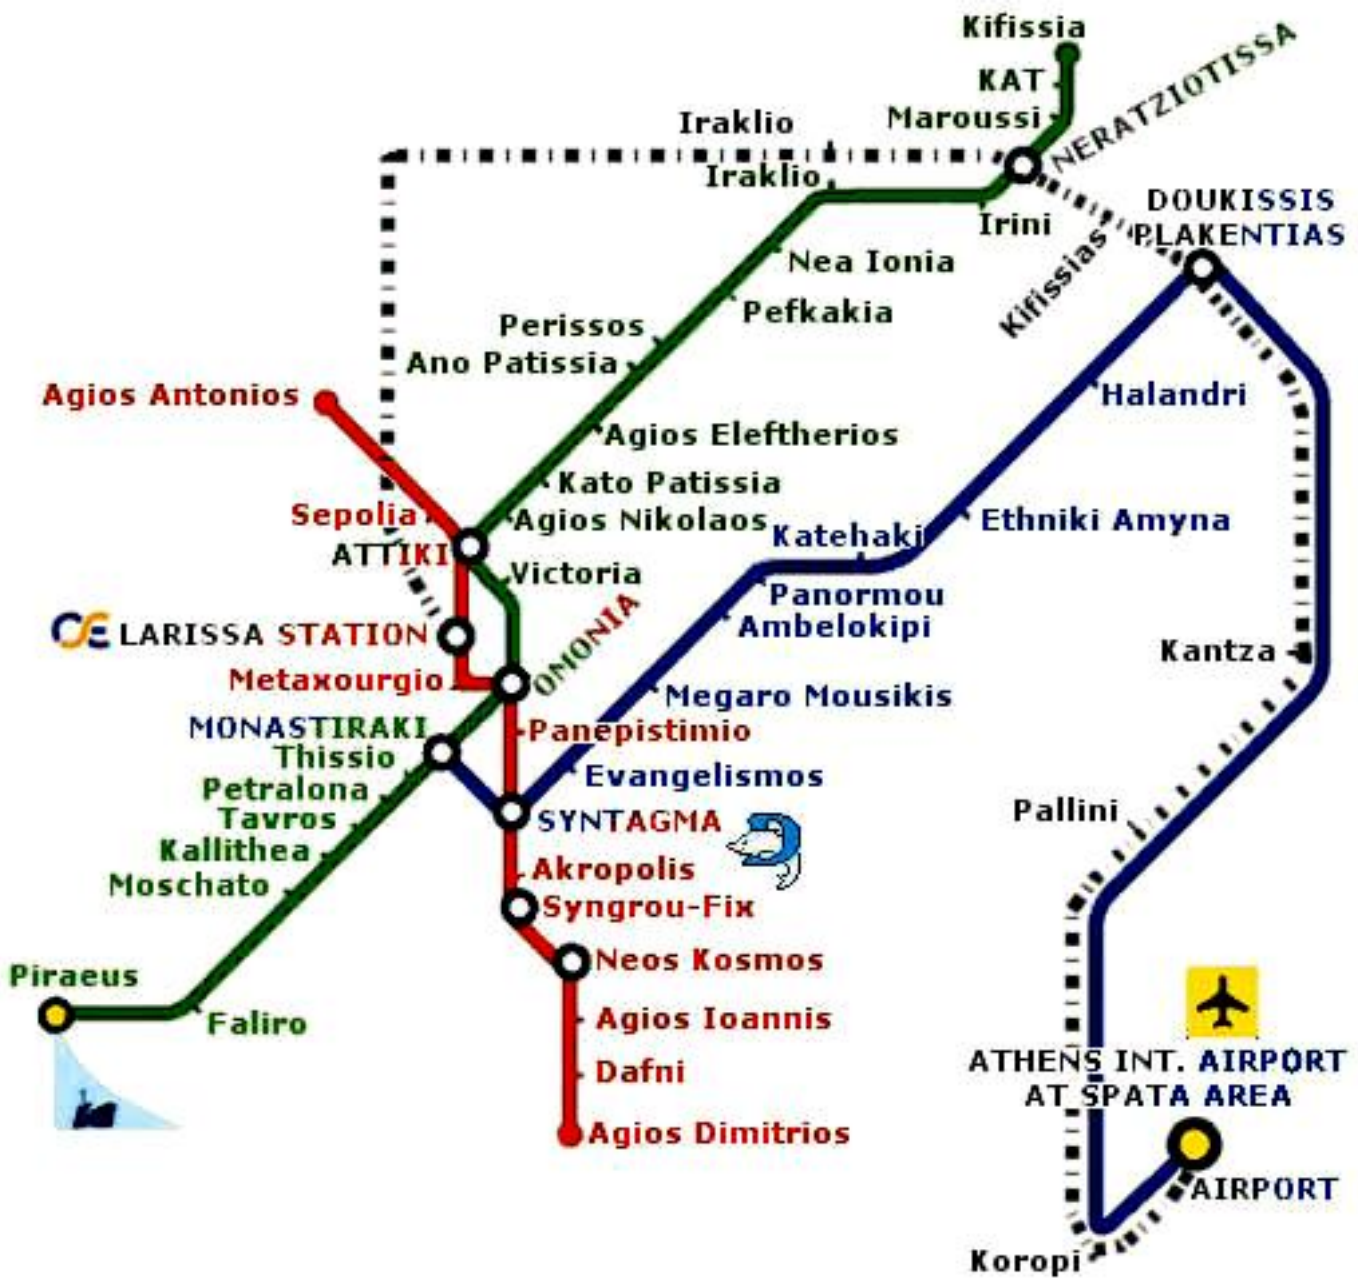 Kifissia
KAT
NERATZIOTISSA
Maroussi
Iraklio
Iraklio
Irini
DOUKISSIS
PLAKENTIAS
Kifissias
Nea Ionia
Pefkakia
Perissos
Ano Patissia
Agios Antonios
Halandri
Agios Eleftherios
Kato Patissia
Sepolia
Agios Nikolaos
Katehaki
Ethniki Amyna
ATTIKI
Victoria
Panormou
Ambelokipi
OE LARISSA STATION
OMONIA
Kantza
Metaxourgio
Megaro Mousikis
MONASTIRAKI
Panepistimio
Thissio
Evangelismos
Petralona
Tavros
SYNTAGMA
Pallini
Kallithea
Akropolis
Moschato
Syngrou-Fix
Neos Kosmos
Piraeus
Faliro
Agios Ioannis
ATHENS INT. AIRPORT
AT SPATA AREA
Dafni
Agios Dimitrios
AIRPORT
Koropi